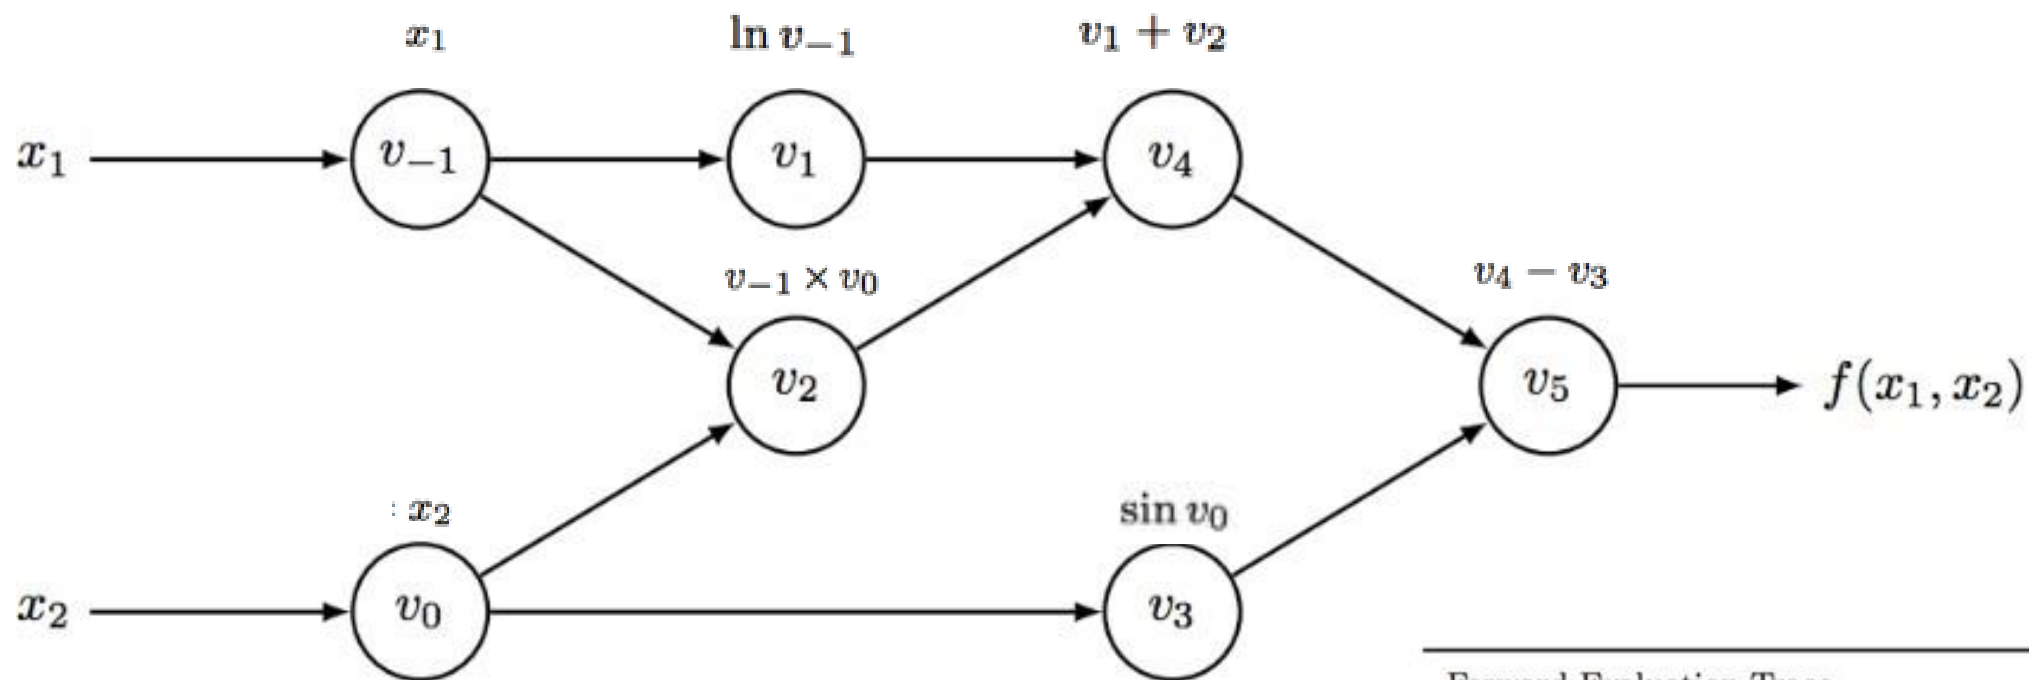 x₁
ln v₋₁
v₁ + v₂
x₁
v₋₁
v₁
v₄
v₋₁ × v₀
v₄ − v₃
v₂
v₅
f(x₁, x₂)
: x₂
sin v₀
x₂
v₀
v₃